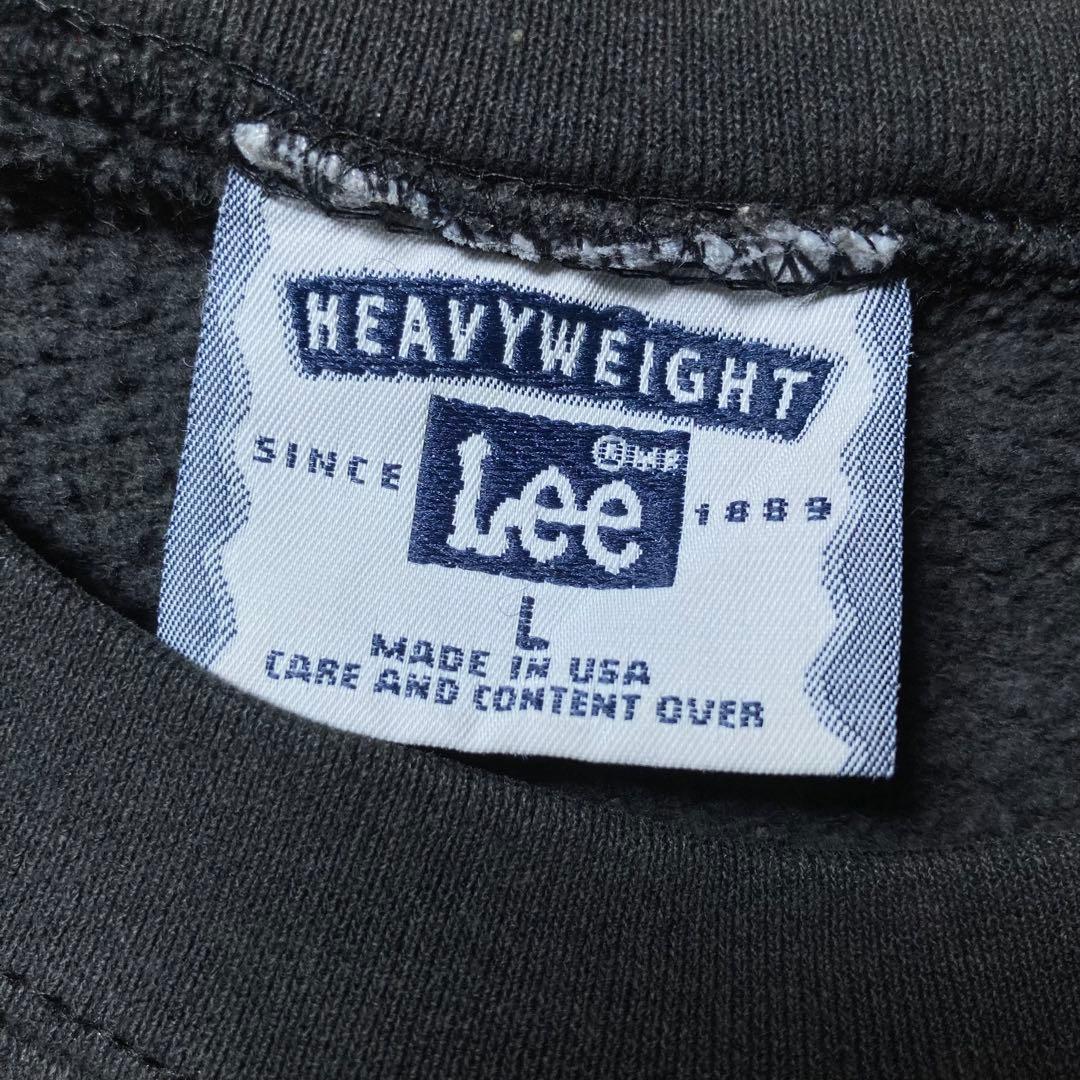 HEAVYWEIGHT
SINCE Lee 1889
L
MADE IN USA
CARE AND CONTENT OVER